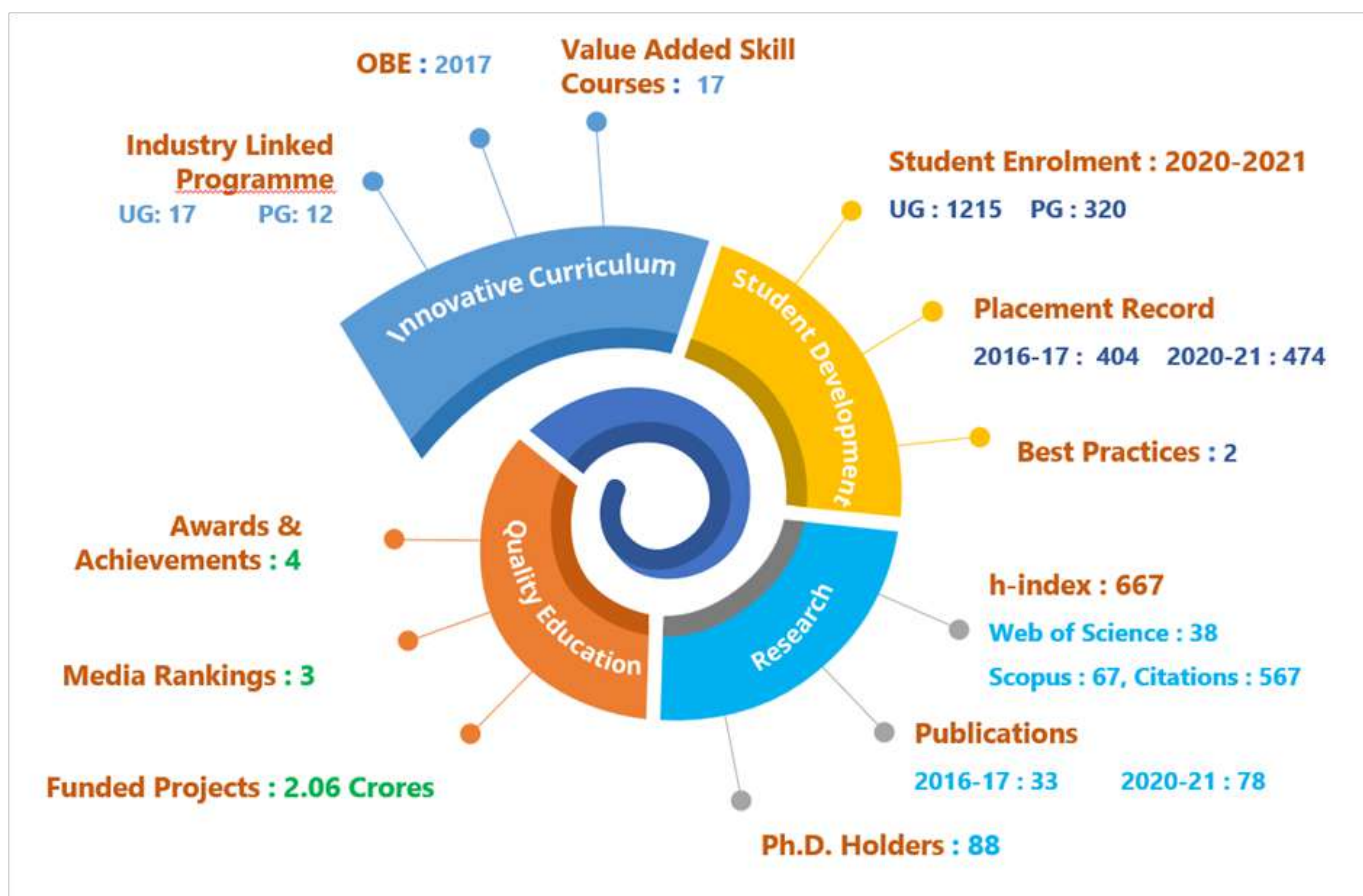 OBE : 2017
Value Added Skill
Courses : 17
Industry Linked
Programme
UG: 17 PG: 12
Student Enrolment : 2020-2021
UG : 1215 PG : 320
Placement Record
2016-17 : 404 2020-21 : 474
Best Practices : 2
Innovative Curriculum
Student Development
Research
Quality Education
Awards &
Achievements : 4
Media Rankings : 3
Funded Projects : 2.06 Crores
h-index : 667
Web of Science : 38
Scopus : 67, Citations : 567
Publications
2016-17 : 33 2020-21 : 78
Ph.D. Holders : 88